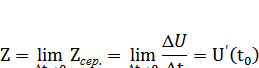 Z = lim Z_сер. = lim ΔU/Δt = U′(t₀)